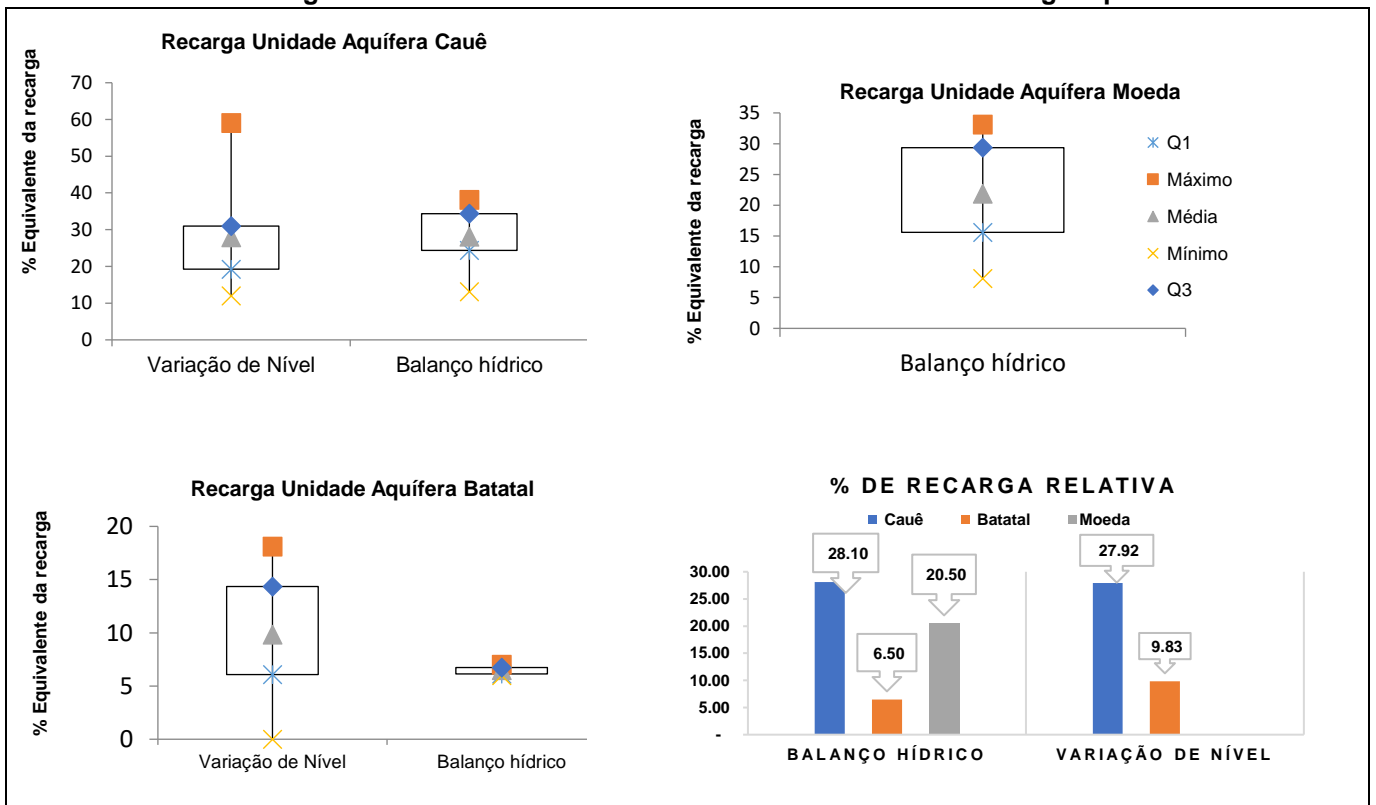 Recarga Unidade Aquífera Cauê
% Equivalente da recarga
70
60
50
40
30
20
10
0
Variação de Nível
Balanço hídrico
Recarga Unidade Aquífera Moeda
% Equivalente da recarga
35
30
25
20
15
10
5
0
Balanço hídrico
Q1
Máximo
Média
Mínimo
Q3
Recarga Unidade Aquífera Batatal
% Equivalente da recarga
20
15
10
5
0
Variação de Nível
Balanço hídrico
% DE RECARGA RELATIVA
Cauê Batatal Moeda
28.10
6.50
20.50
27.92
9.83
30.00
25.00
20.00
15.00
10.00
5.00
-
BALANÇO HÍDRICO
VARIAÇÃO DE NÍVEL